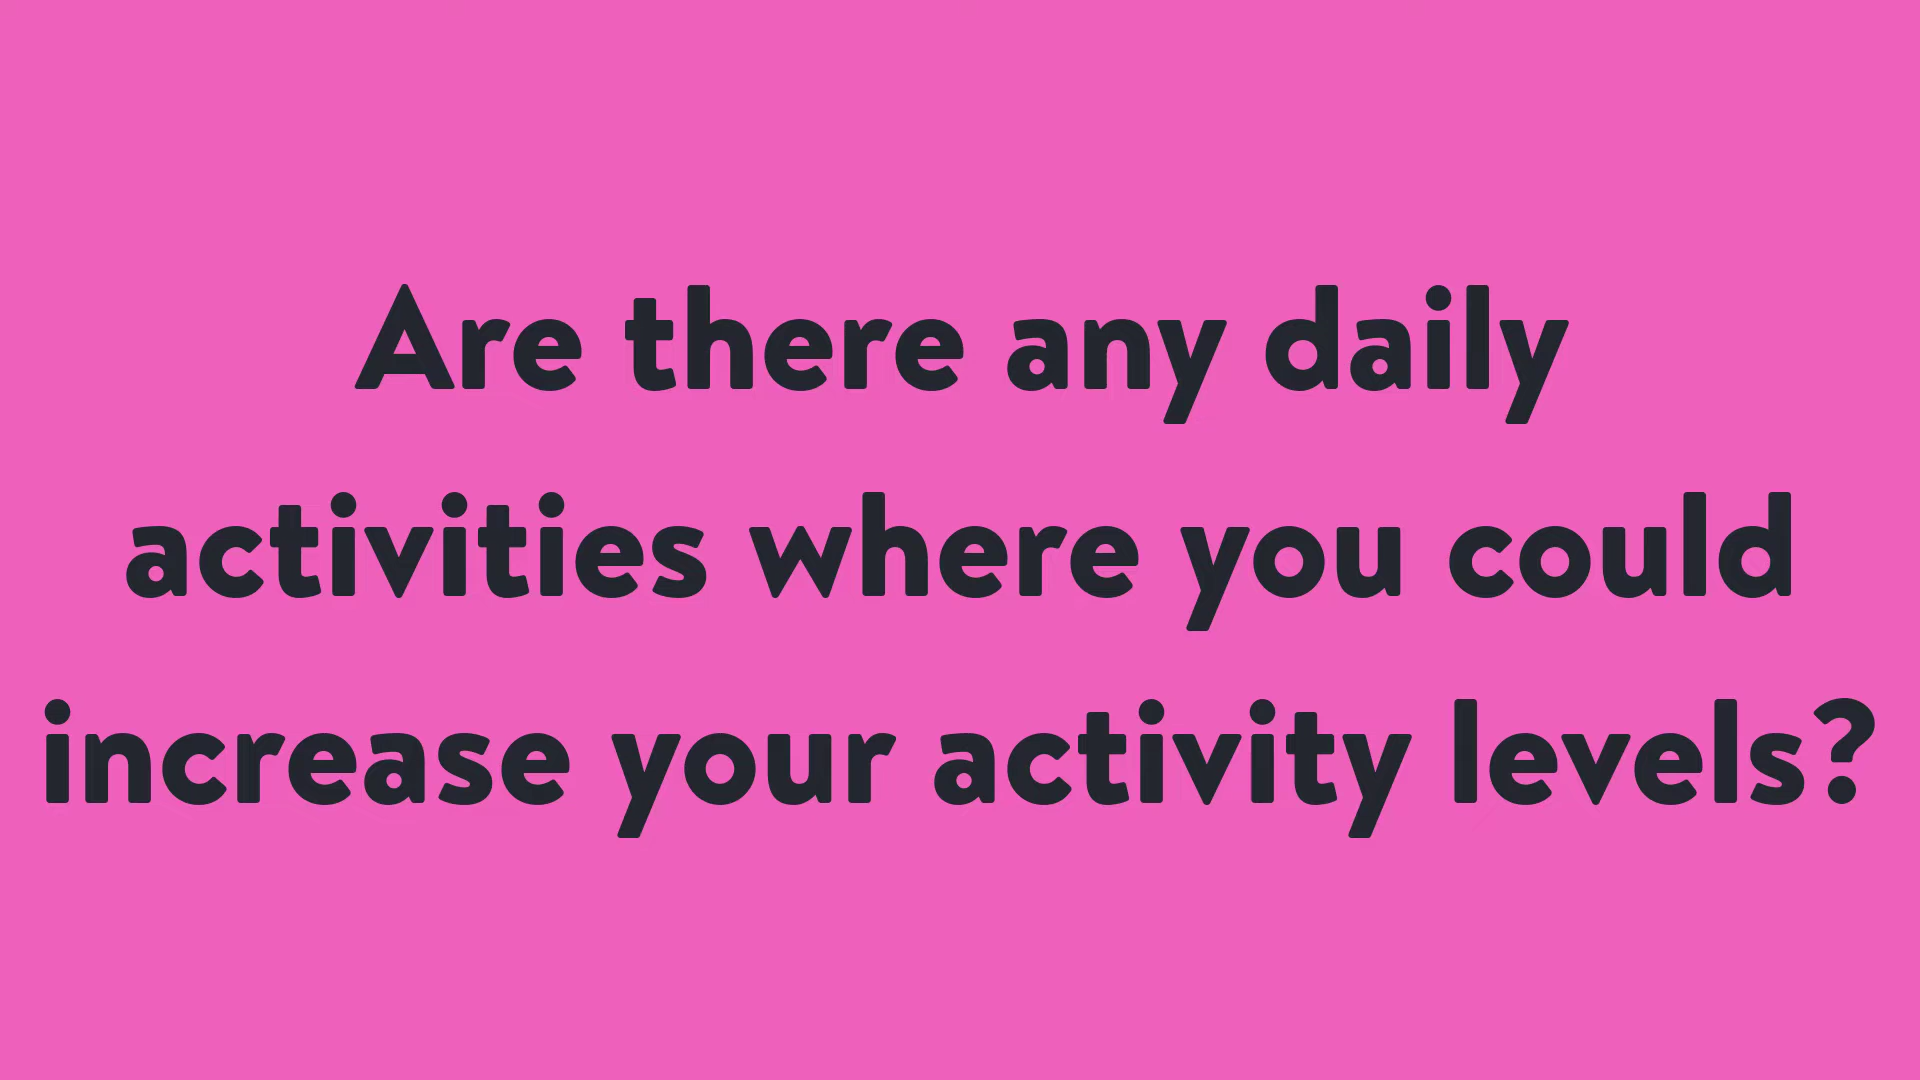 Are there any daily
activities where you could
increase your activity levels?